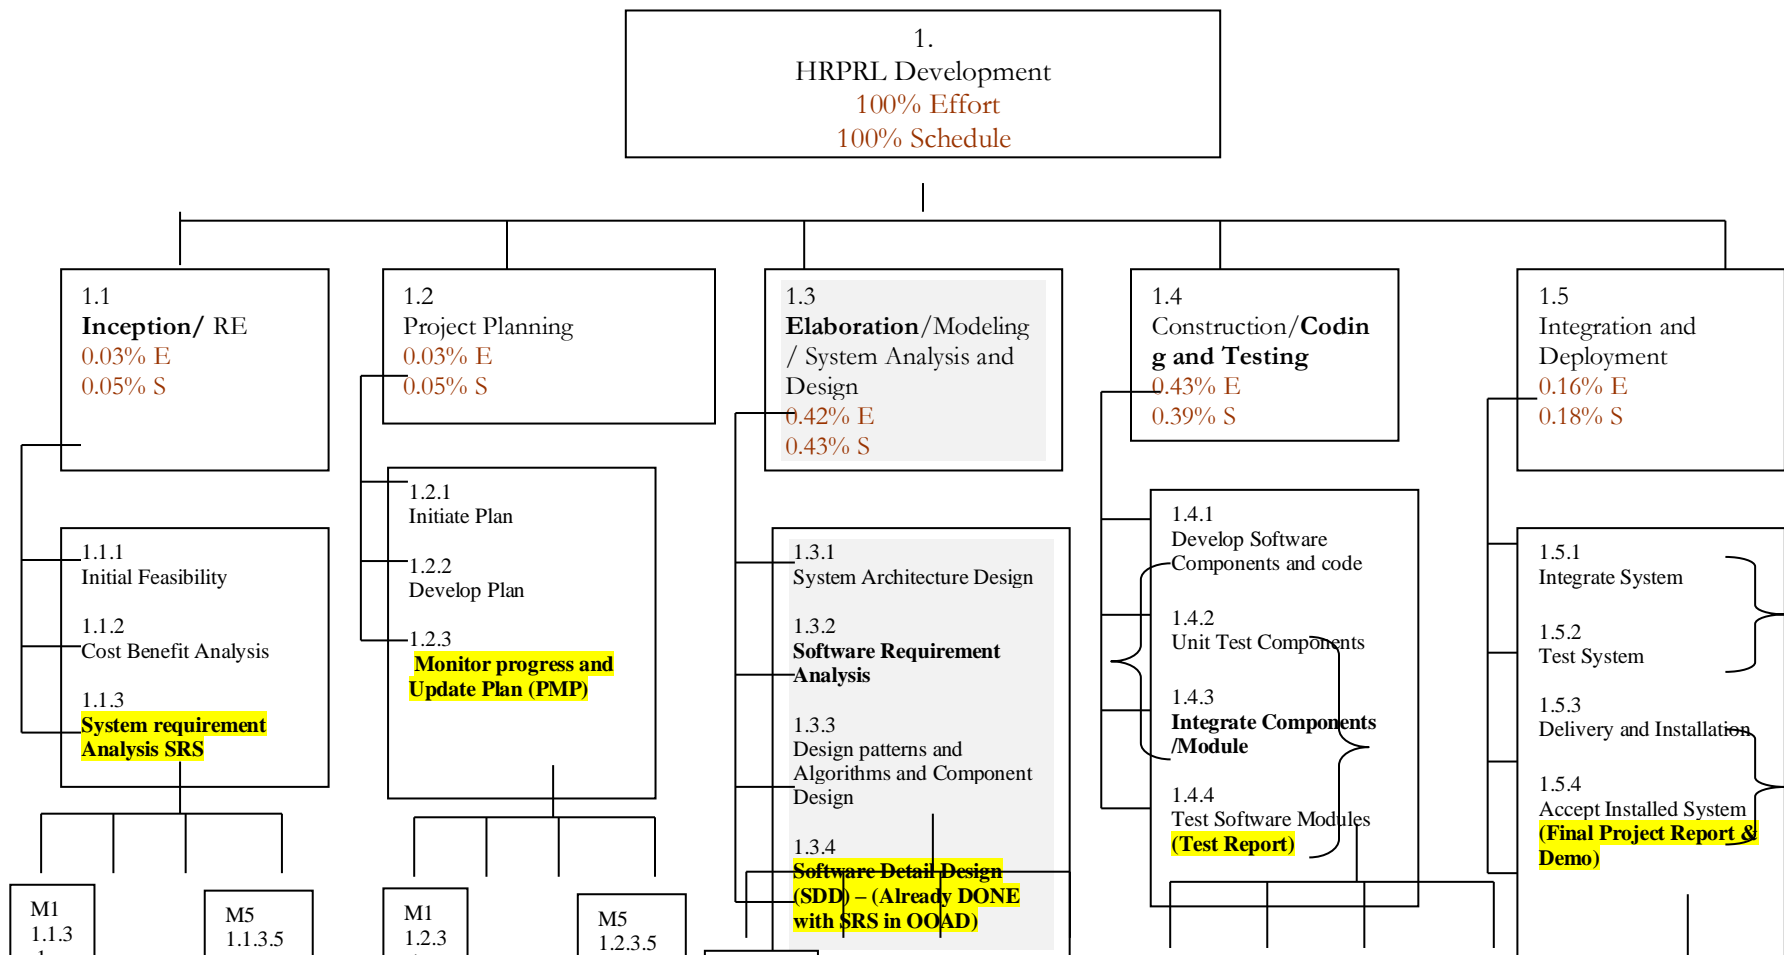 1.
HRPRL Development
100% Effort
100% Schedule
1.1
Inception/ RE
0.03% E
0.05% S
1.2
Project Planning
0.03% E
0.05% S
1.3
Elaboration/Modeling
/ System Analysis and
Design
0.42% E
0.43% S
1.4
Construction/Codin
g and Testing
0.43% E
0.39% S
1.5
Integration and
Deployment
0.16% E
0.18% S
1.1.1
Initial Feasibility
1.1.2
Cost Benefit Analysis
1.1.3
System requirement
Analysis SRS
1.2.1
Initiate Plan
1.2.2
Develop Plan
1.2.3
Monitor progress and
Update Plan (PMP)
1.3.1
System Architecture Design
1.3.2
Software Requirement
Analysis
1.3.3
Design patterns and
Algorithms and Component
Design
1.3.4
Software Detail Design
(SDD) – (Already DONE
with SRS in OOAD)
1.4.1
Develop Software
Components and code
1.4.2
Unit Test Components
1.4.3
Integrate Components
/Module
1.4.4
Test Software Modules
(Test Report)
1.5.1
Integrate System
1.5.2
Test System
1.5.3
Delivery and Installation
1.5.4
Accept Installed System
(Final Project Report &
Demo)
M1
1.1.3
M5
1.1.3.5
M1
1.2.3
M5
1.2.3.5